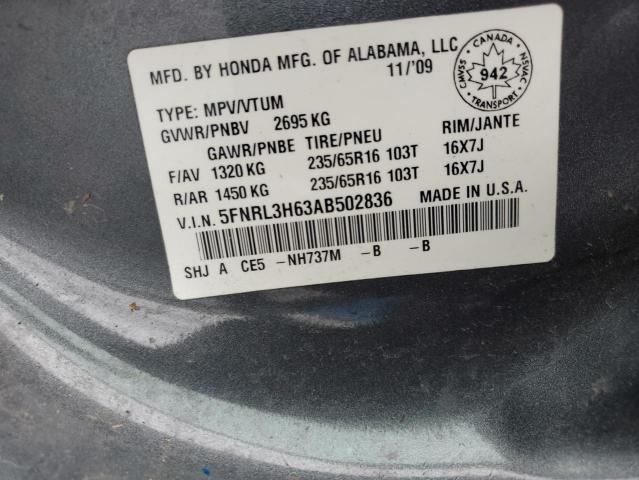 MFD. BY HONDA MFG. OF ALABAMA, LLC
11/'09
CANADA
CMVSS
NSVAC
942
TRANSPORT
TYPE: MPV/VTUM
GVWR/PNBV 2695 KG
GAWR/PNBE TIRE/PNEU RIM/JANTE
F/AV 1320 KG 235/65R16 103T 16X7J
R/AR 1450 KG 235/65R16 103T 16X7J
V.I.N. 5FNRL3H63AB502836 MADE IN U.S.A.
SHJ A CE5 -NH737M -B -B